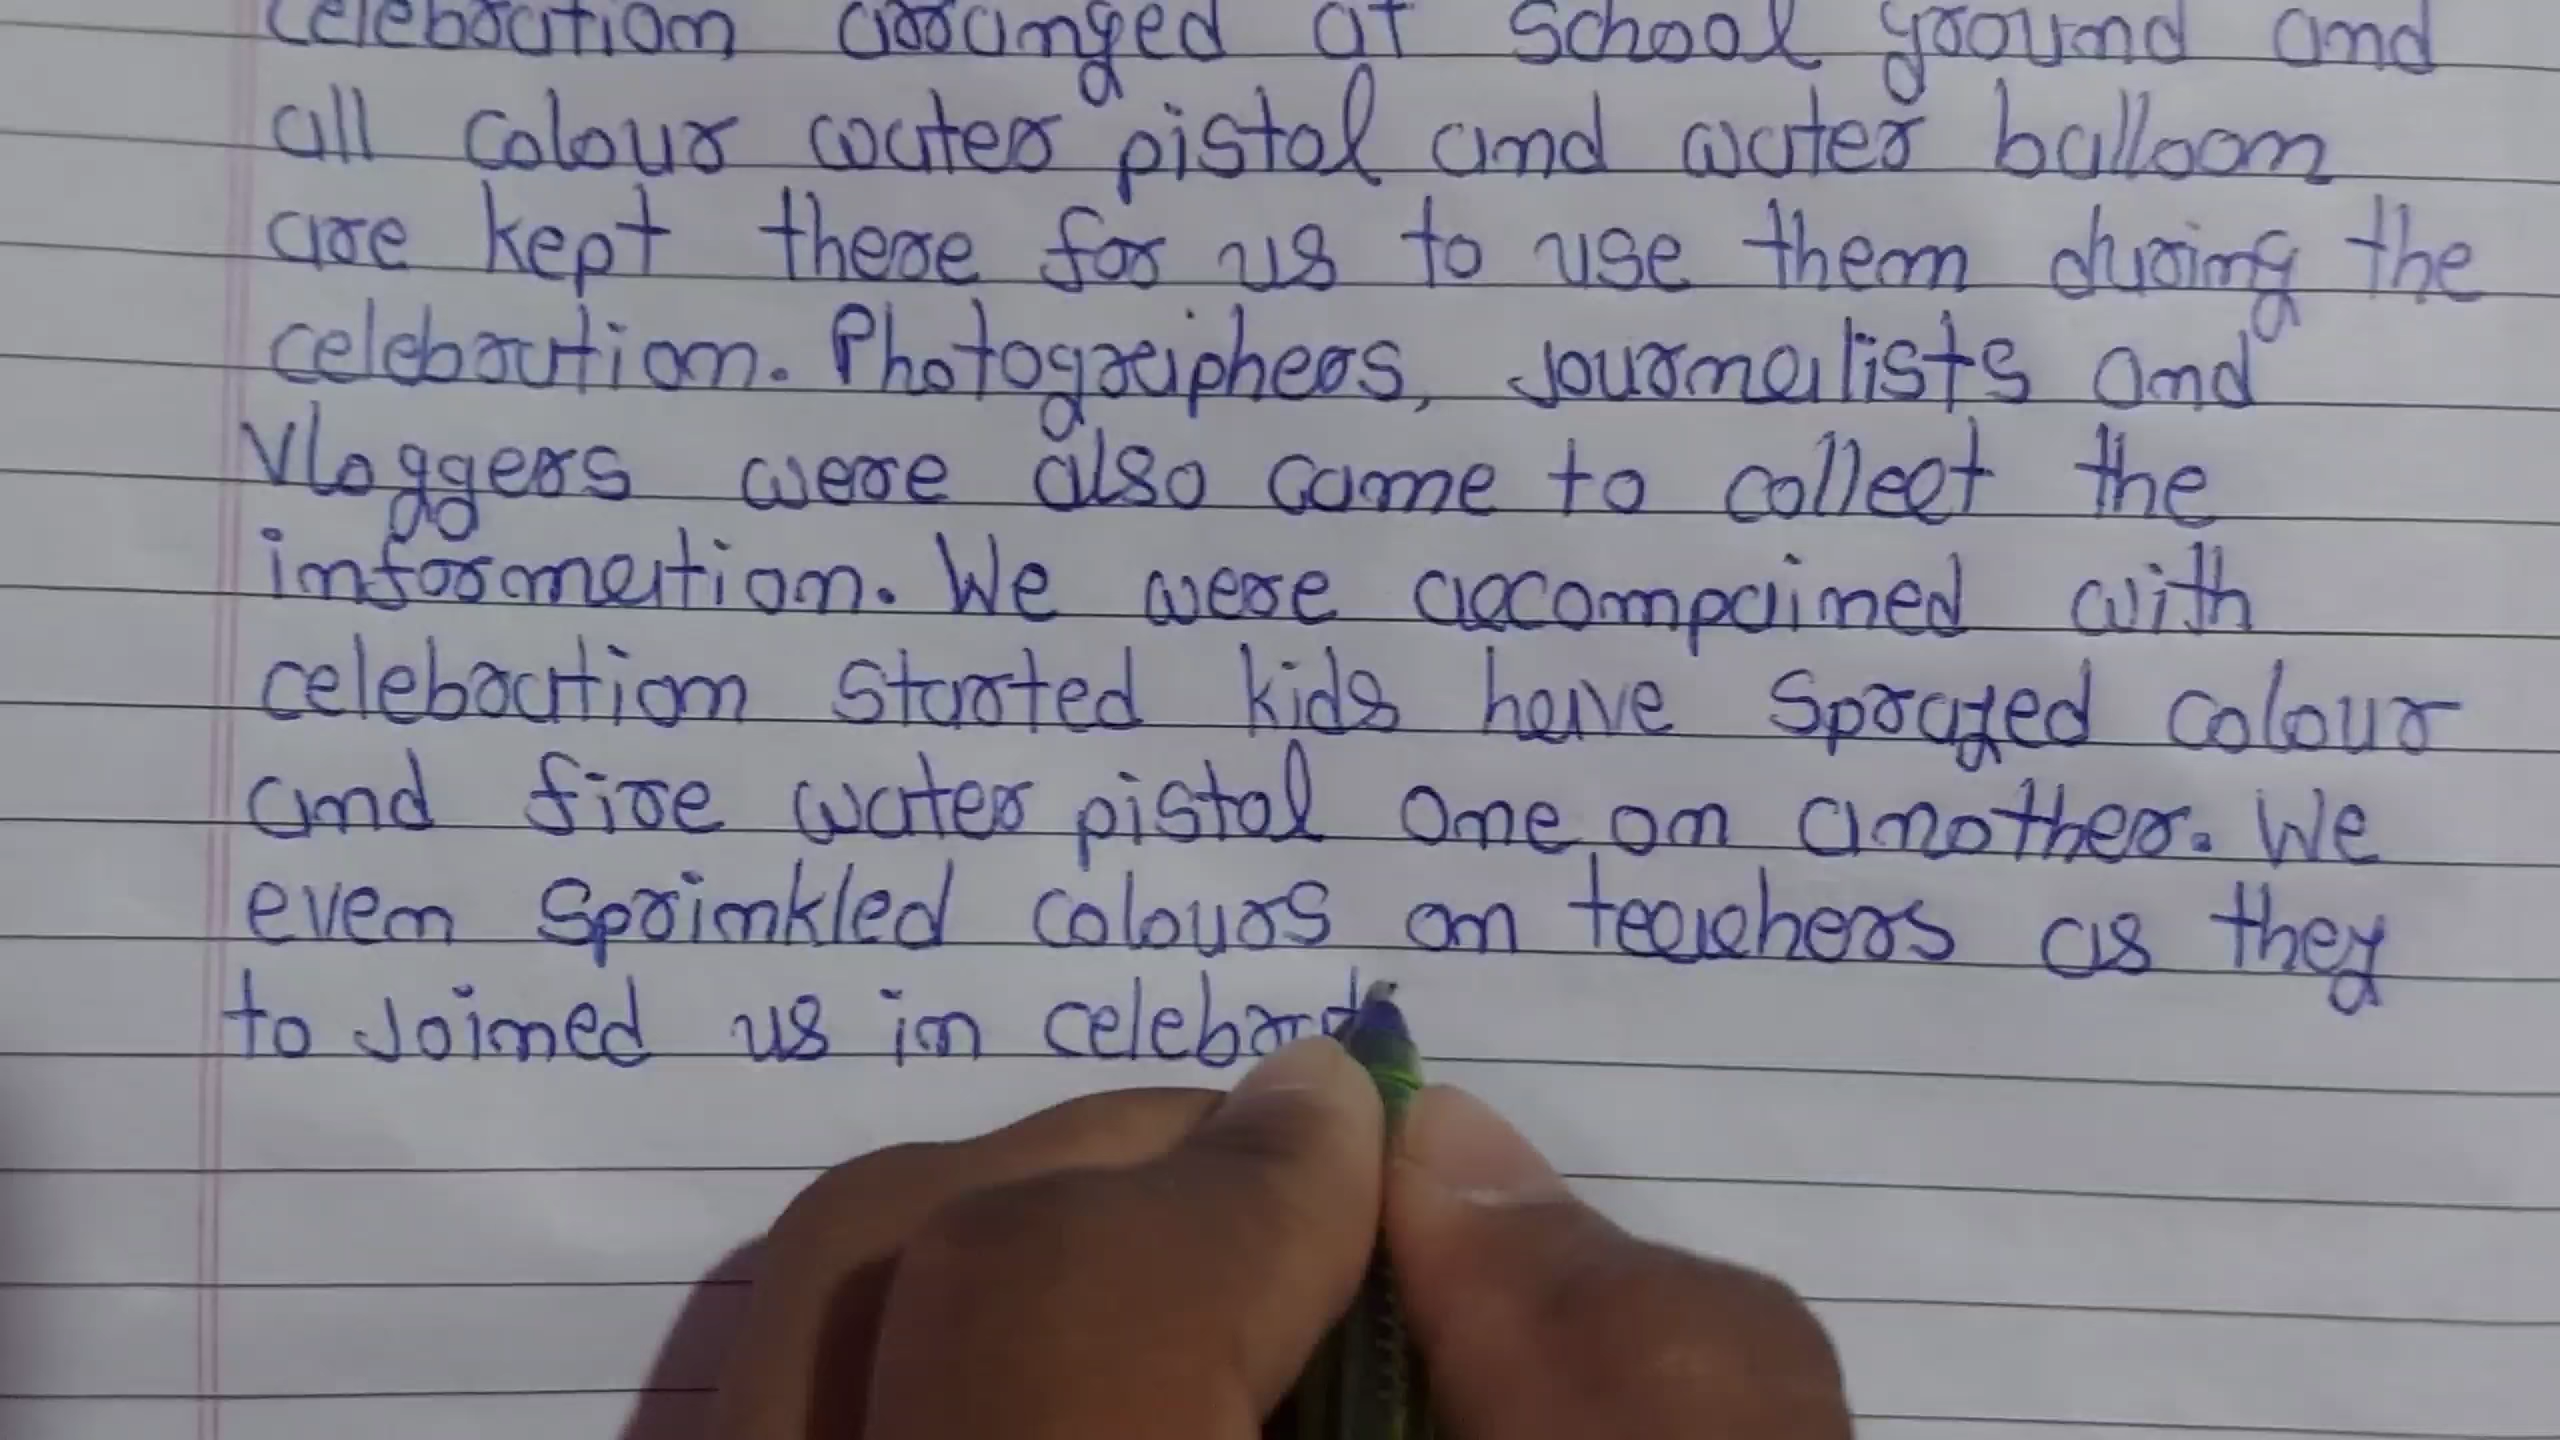 celebration arranged at school ground and
all colour water pistol and water balloon
are kept there for us to use them during the
celebration. Photographers, Journalists and
Vloggers were also came to collect the
information. We were accompained with
celebration started kids have sprayed colour
and fire water pistol one on another. We
even sprinkled colours on teachers as they
to Joined us in celebrat